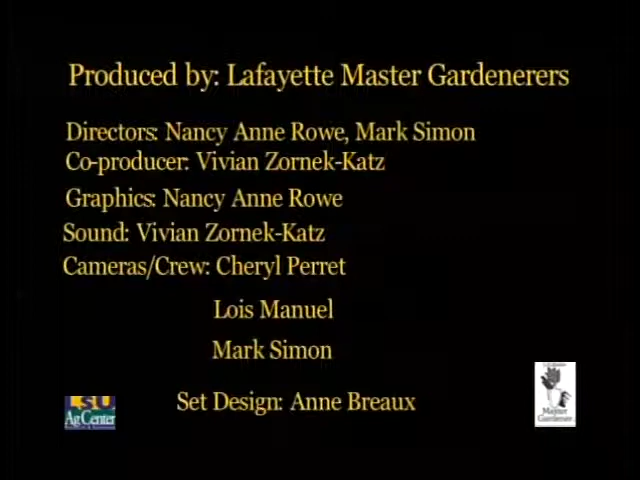 Produced by: Lafayette Master Gardenerers
Directors: Nancy Anne Rowe, Mark Simon
Co-producer: Vivian Zornek-Katz
Graphics: Nancy Anne Rowe
Sound: Vivian Zornek-Katz
Cameras/Crew: Cheryl Perret
Lois Manuel
Mark Simon
Set Design: Anne Breaux
LSU
Ag Center
Master
Gardener